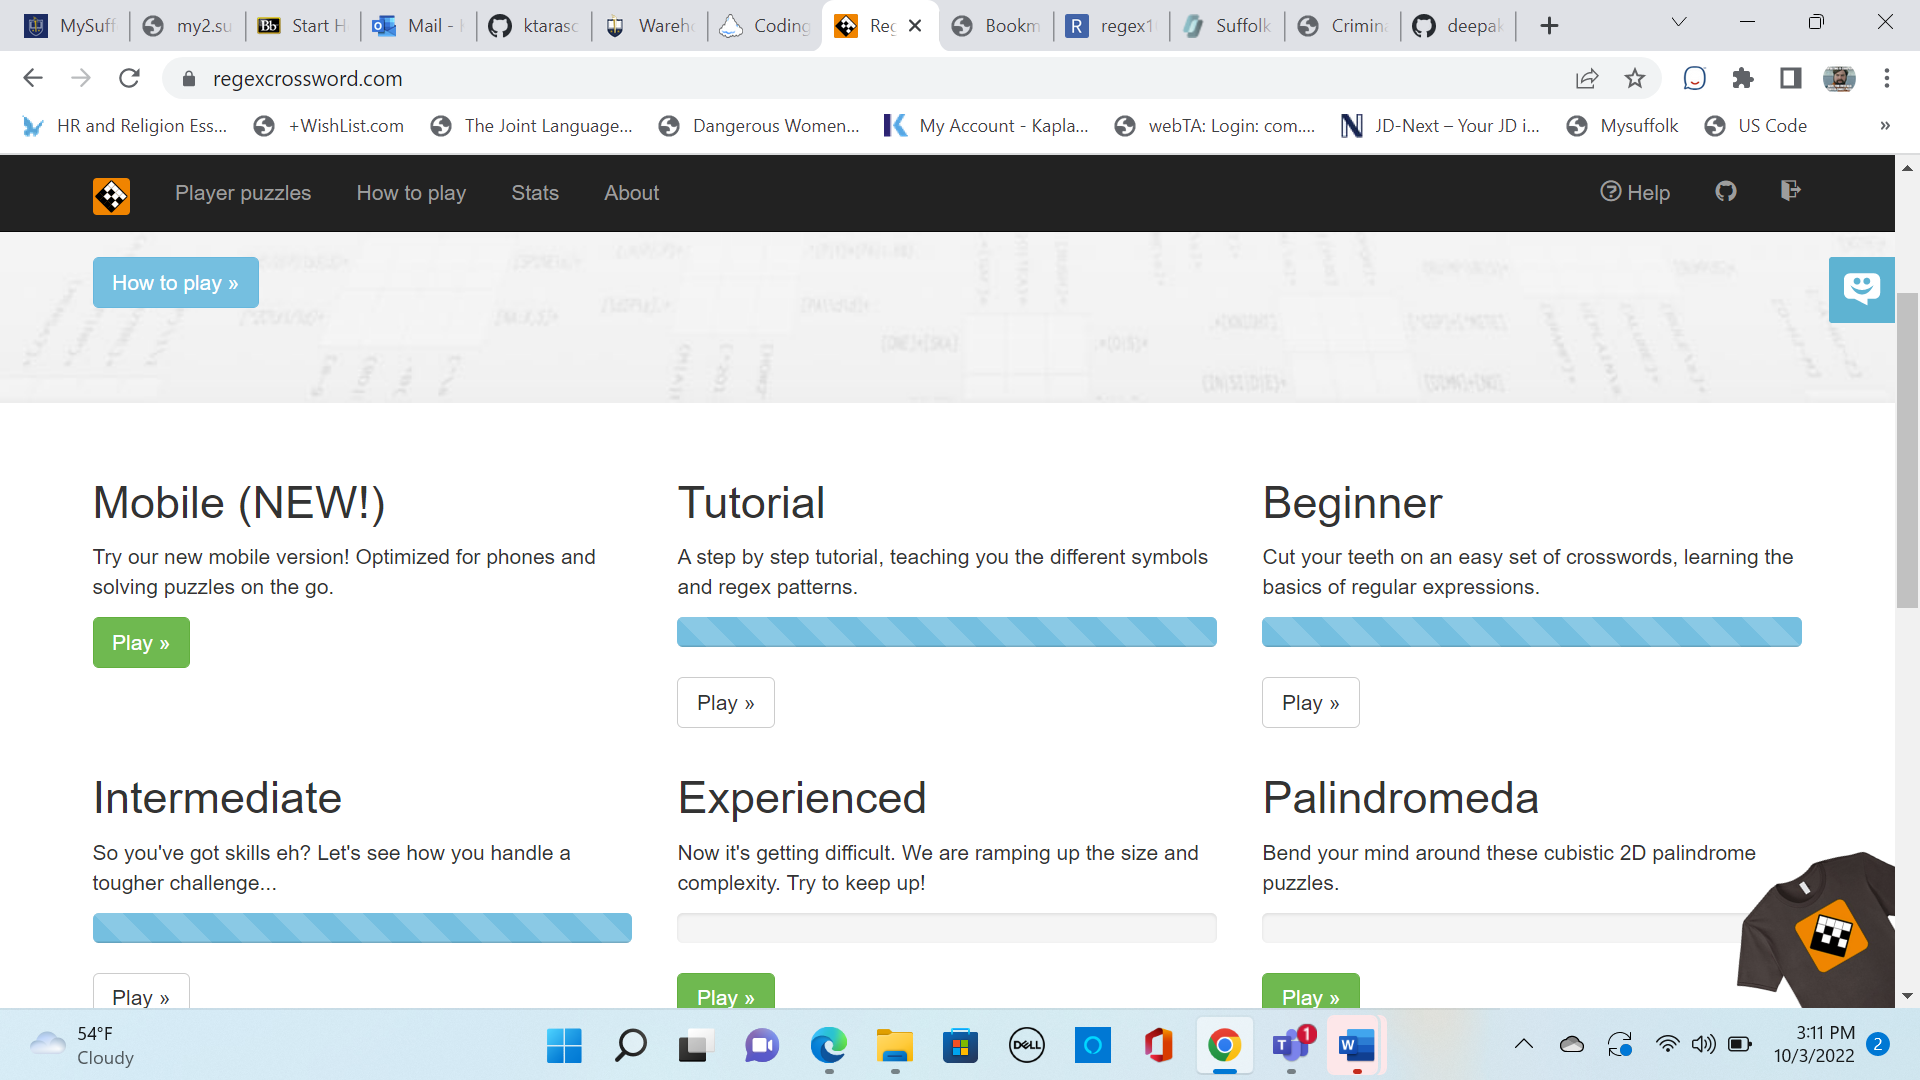 MySuff my2.su Start H Mail - ktarasc Wareho Coding Reg Bookm regex1 Suffolk Crimina deepak
regexcrossword.com
HR and Religion Ess... +WishList.com The Joint Language... Dangerous Women... My Account - Kapla... webTA: Login: com.... JD-Next – Your JD i... Mysuffolk US Code »
Player puzzles How to play Stats About Help
How to play »
Mobile (NEW!)
Try our new mobile version! Optimized for phones and
solving puzzles on the go.
Play »
Tutorial
A step by step tutorial, teaching you the different symbols
and regex patterns.
Play »
Beginner
Cut your teeth on an easy set of crosswords, learning the
basics of regular expressions.
Play »
Intermediate
So you've got skills eh? Let's see how you handle a
tougher challenge...
Play »
Experienced
Now it's getting difficult. We are ramping up the size and
complexity. Try to keep up!
Play »
Palindromeda
Bend your mind around these cubistic 2D palindrome
puzzles.
Play »
54°F
Cloudy
DELL
1
3:11 PM
10/3/2022
2